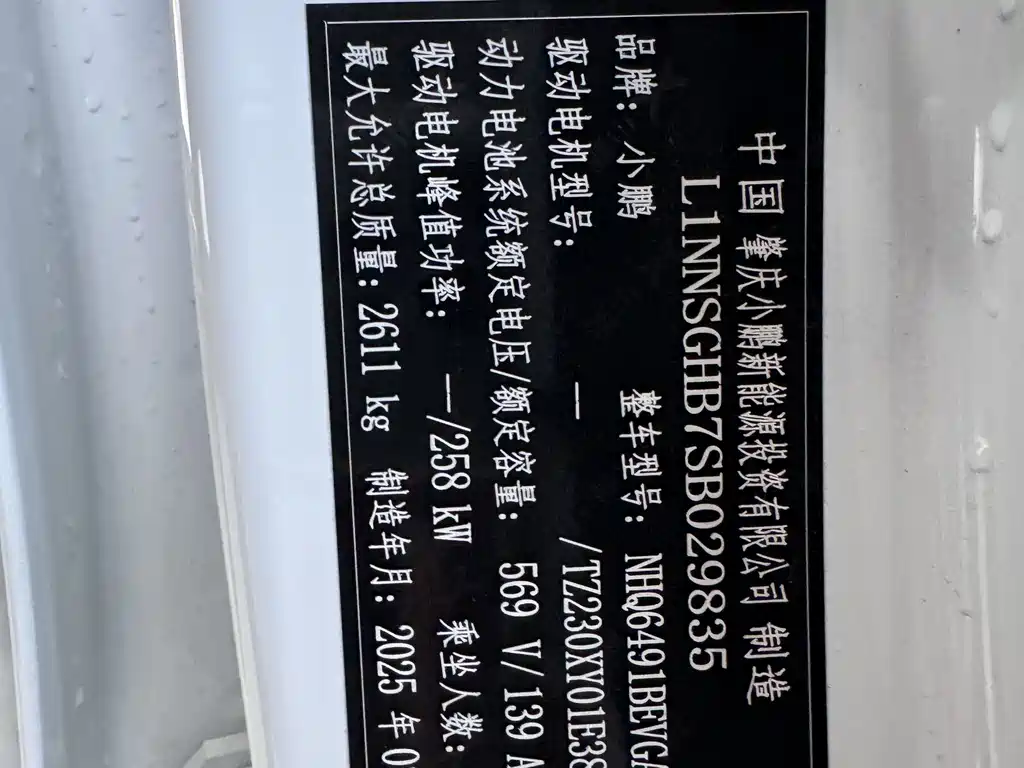 中国 肇庆小鹏新能源投资有限公司 制造
L1NNSGHB7SB029835
品牌：小鹏 整车型号：NHQ6491BEVGA
驱动电机型号： —— /TZ230XY01E38
动力电池系统额定电压/额定容量： 569 V/139 A
驱动电机峰值功率： ——/258 kW 乘坐人数：
最大允许总质量：2611 kg 制造年月：2025 年0